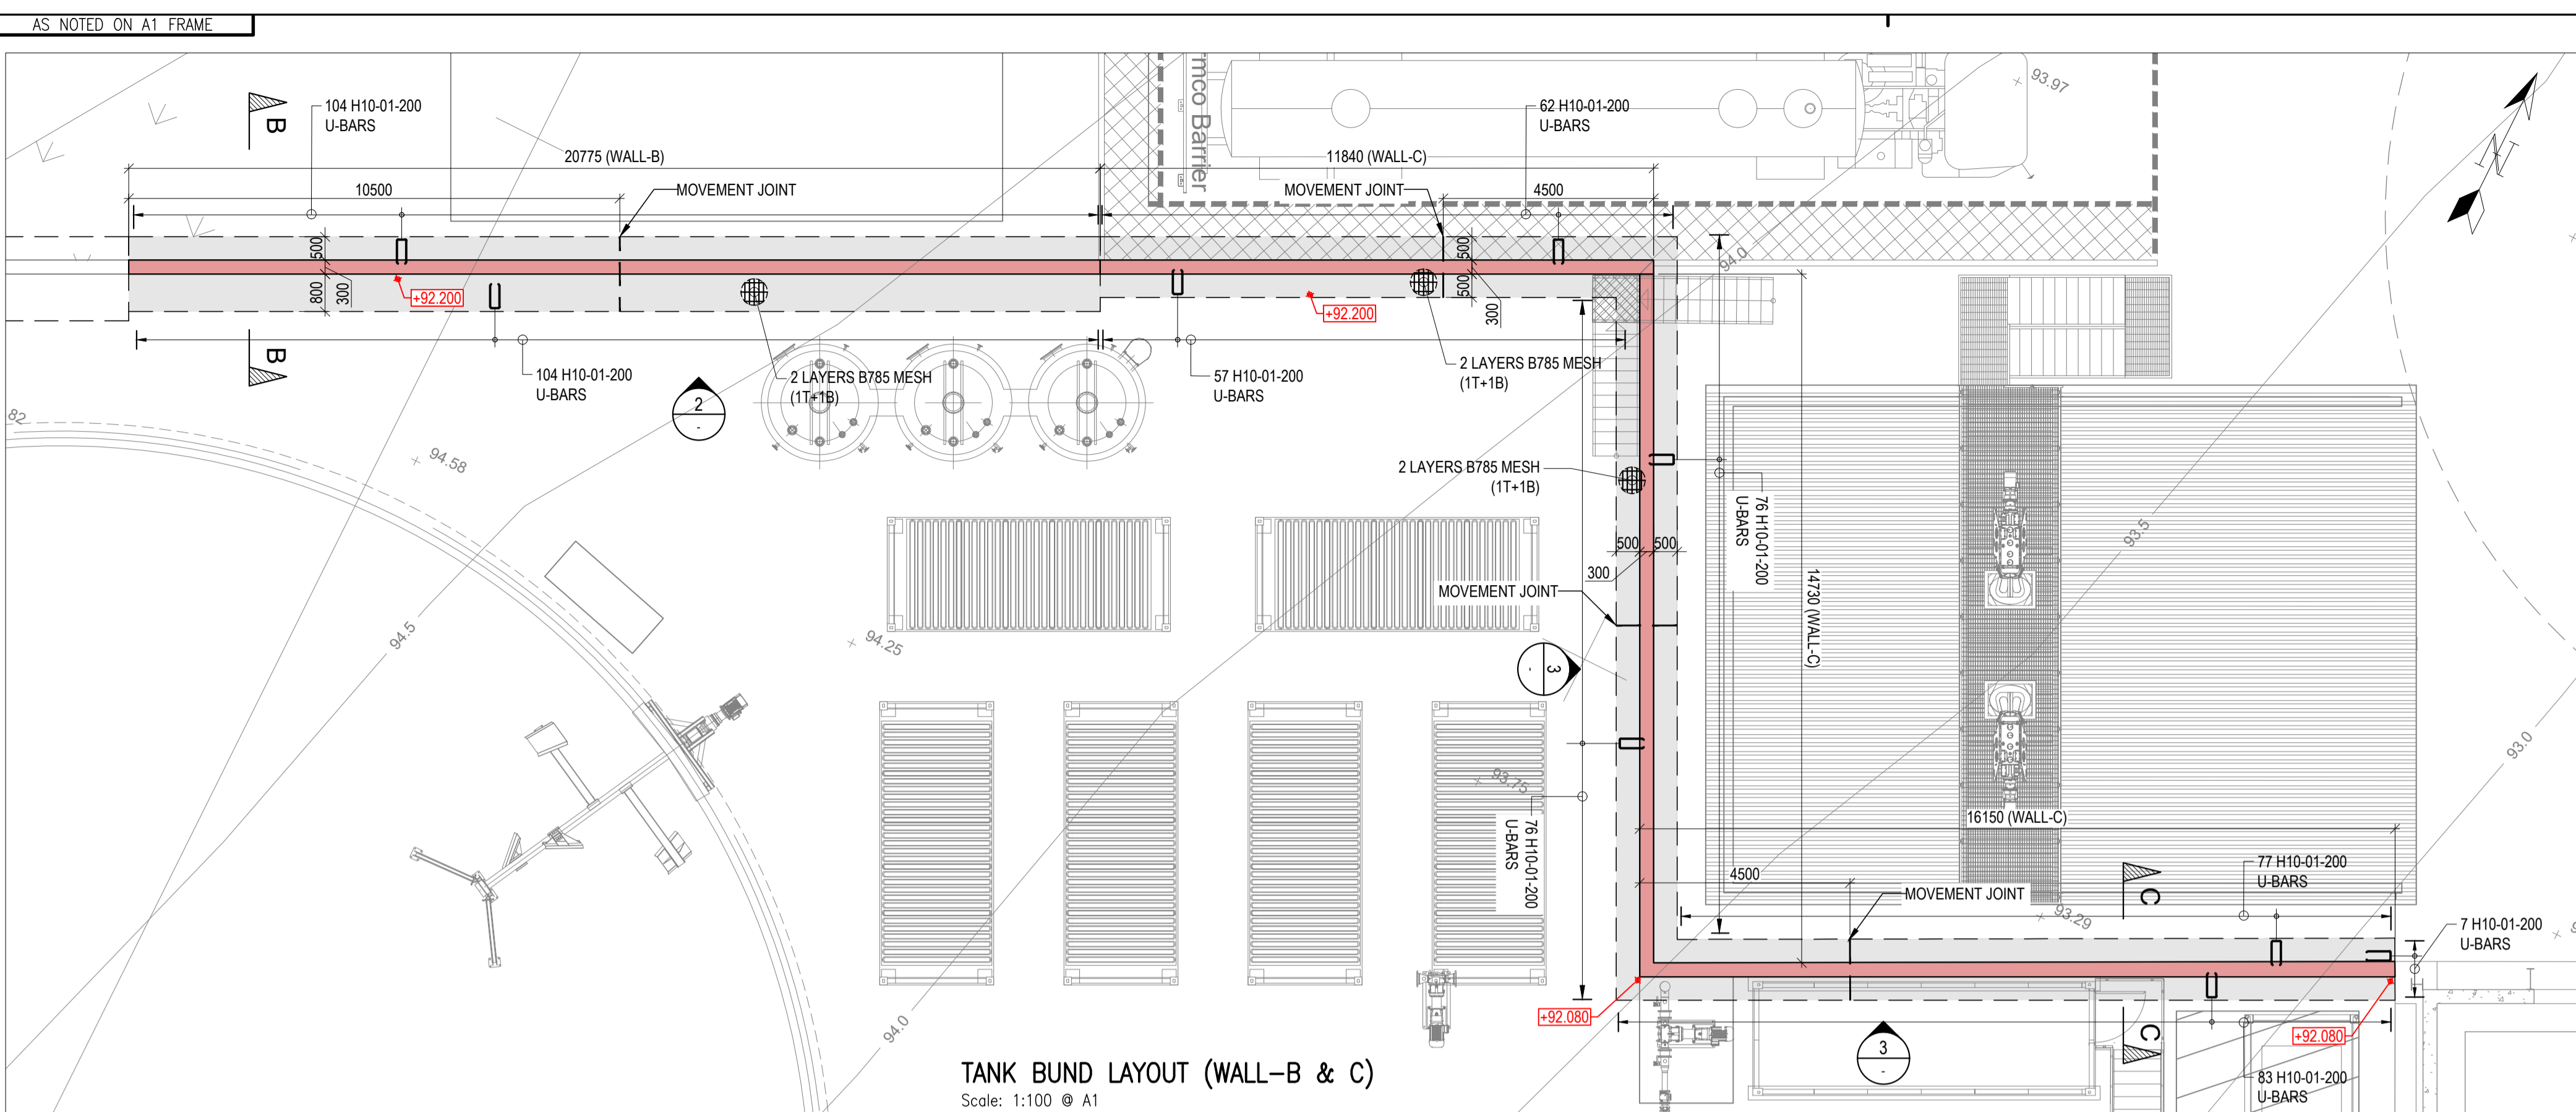 AS NOTED ON A1 FRAME
104 H10-01-200
U-BARS
B
20775 (WALL-B)
10500
MOVEMENT JOINT
mco Barrier
62 H10-01-200
U-BARS
11840 (WALL-C)
MOVEMENT JOINT
4500
93.97
N
94.0
500
300
800
+92.200
500
500
300
+92.200
B
104 H10-01-200
U-BARS
2
-
2 LAYERS B785 MESH
(1T+1B)
57 H10-01-200
U-BARS
2 LAYERS B785 MESH
(1T+1B)
82
94.58
2 LAYERS B785 MESH
(1T+1B)
76 H10-01-200
U-BARS
500
500
300
93.5
MOVEMENT JOINT
14730 (WALL-C)
94.5
94.25
3
-
93.75
76 H10-01-200
U-BARS
93.0
16150 (WALL-C)
4500
MOVEMENT JOINT
C
77 H10-01-200
U-BARS
93.29
7 H10-01-200
U-BARS
94.0
+92.080
3
-
C
+92.080
83 H10-01-200
U-BARS
TANK BUND LAYOUT (WALL-B & C)
Scale: 1:100 @ A1